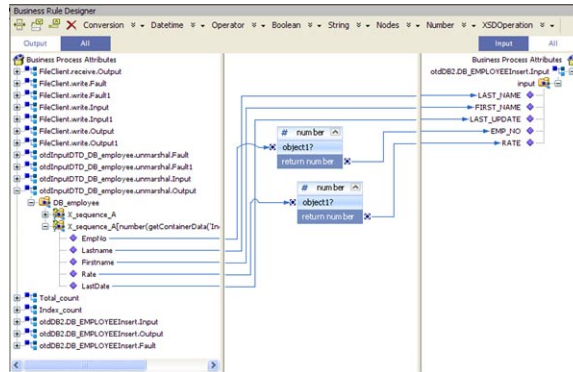 Business Rule Designer
Conversion Datetime Operator Boolean String Nodes Number XSDOperation
Output All
Input All
Business Process Attributes
FileClient.receive.Output
FileClient.write.Fault
FileClient.write.Fault1
FileClient.write.Input
FileClient.write.Input1
FileClient.write.Output
FileClient.write.Output1
otdInputDTD_DB_employee.unmarshal.Fault
otdInputDTD_DB_employee.unmarshal.Fault1
otdInputDTD_DB_employee.unmarshal.Input
otdInputDTD_DB_employee.unmarshal.Output
DB_employee
X_sequence_A
X_sequence_A[number(getContainerData('In
EmpNo
Lastname
Firstname
Rate
LastDate
Total_count
Index_count
otdDB2.DB_EMPLOYEEInsert.Input
otdDB2.DB_EMPLOYEEInsert.Output
otdDB2.DB_EMPLOYEEInsert.Fault
# number
object1?
return number
# number
object1?
return number
Business Process Attributes
otdDB2.DB_EMPLOYEEInsert.Input
input
LAST_NAME
FIRST_NAME
LAST_UPDATE
EMP_NO
RATE